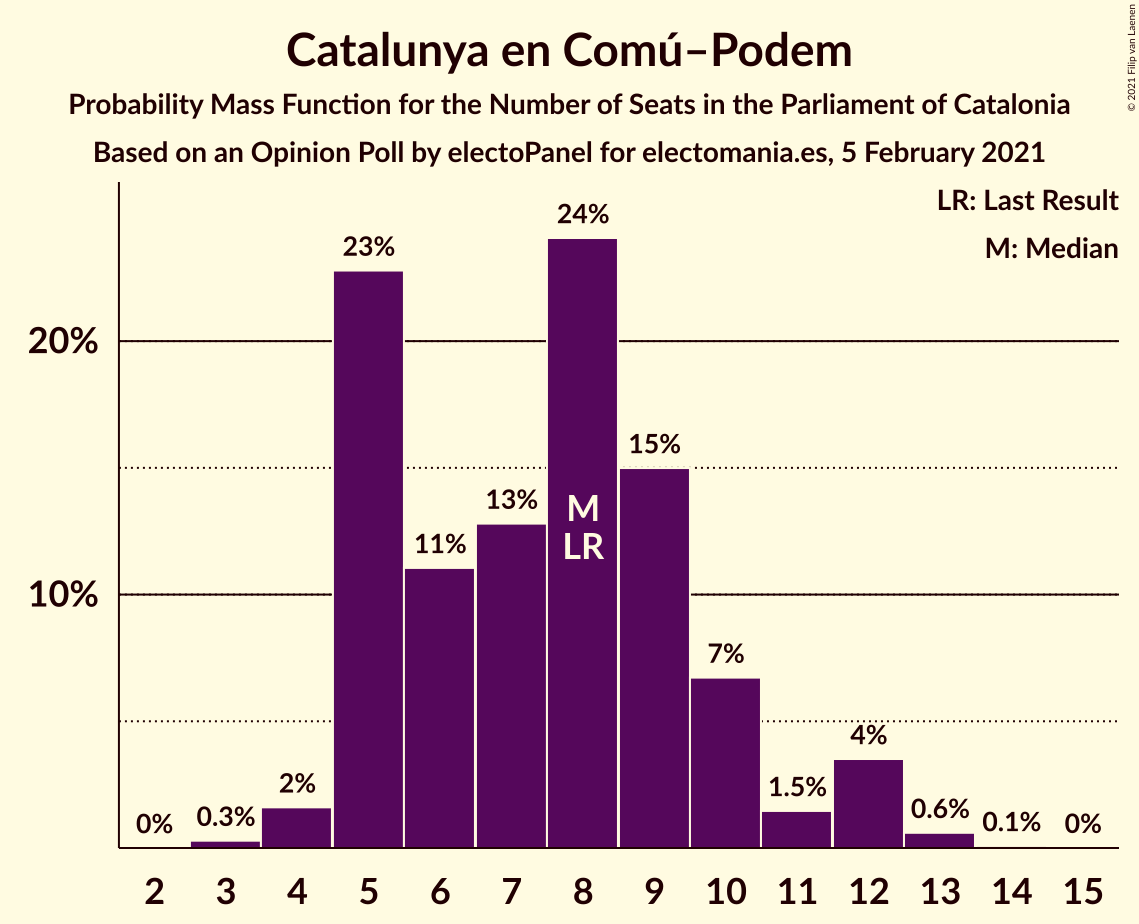 Catalunya en Comú–Podem
Probability Mass Function for the Number of Seats in the Parliament of Catalonia
Based on an Opinion Poll by electoPanel for electomania.es, 5 February 2021
© 2021 Filip van Laenen
LR: Last Result
M: Median
20%
10%
0%
0.3%
2%
23%
11%
13%
24%
15%
7%
1.5%
4%
0.6%
0.1%
0%
M
LR
2 3 4 5 6 7 8 9 10 11 12 13 14 15